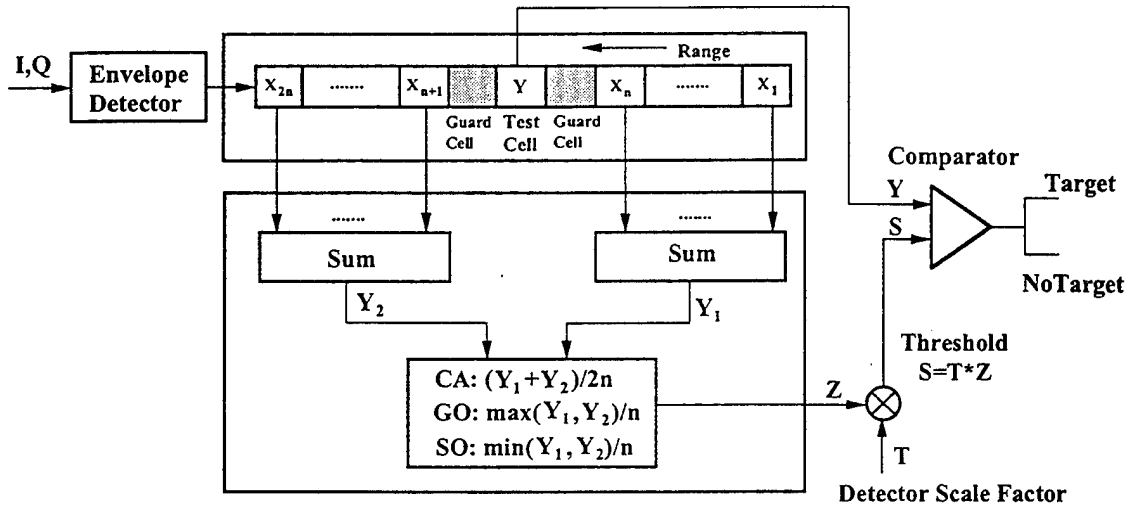 I,Q
Envelope
Detector
Range
X2n
.......
Xn+1
Y
Xn
.......
X1
Guard
Cell
Test
Cell
Guard
Cell
Comparator
Y
S
Target
NoTarget
.......
.......
Sum
Sum
Y2
Y1
CA: (Y1+Y2)/2n
GO: max(Y1,Y2)/n
SO: min(Y1,Y2)/n
Z
Threshold
S=T*Z
T
Detector Scale Factor